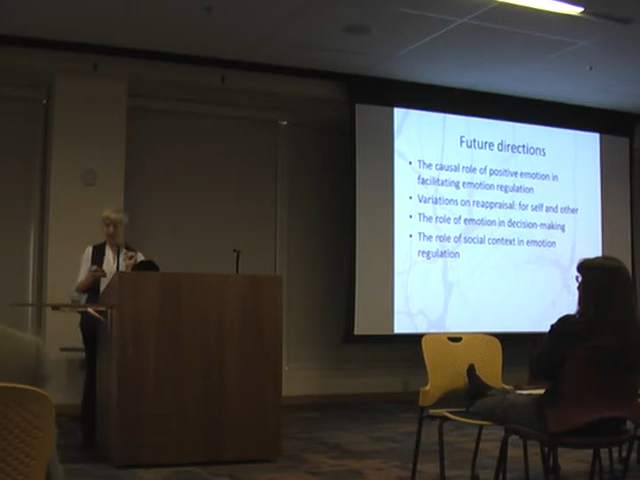 Future directions
• The causal role of positive emotion in
facilitating emotion regulation
• Variations on reappraisal: for self and other
• The role of emotion in decision-making
• The role of social context in emotion
regulation